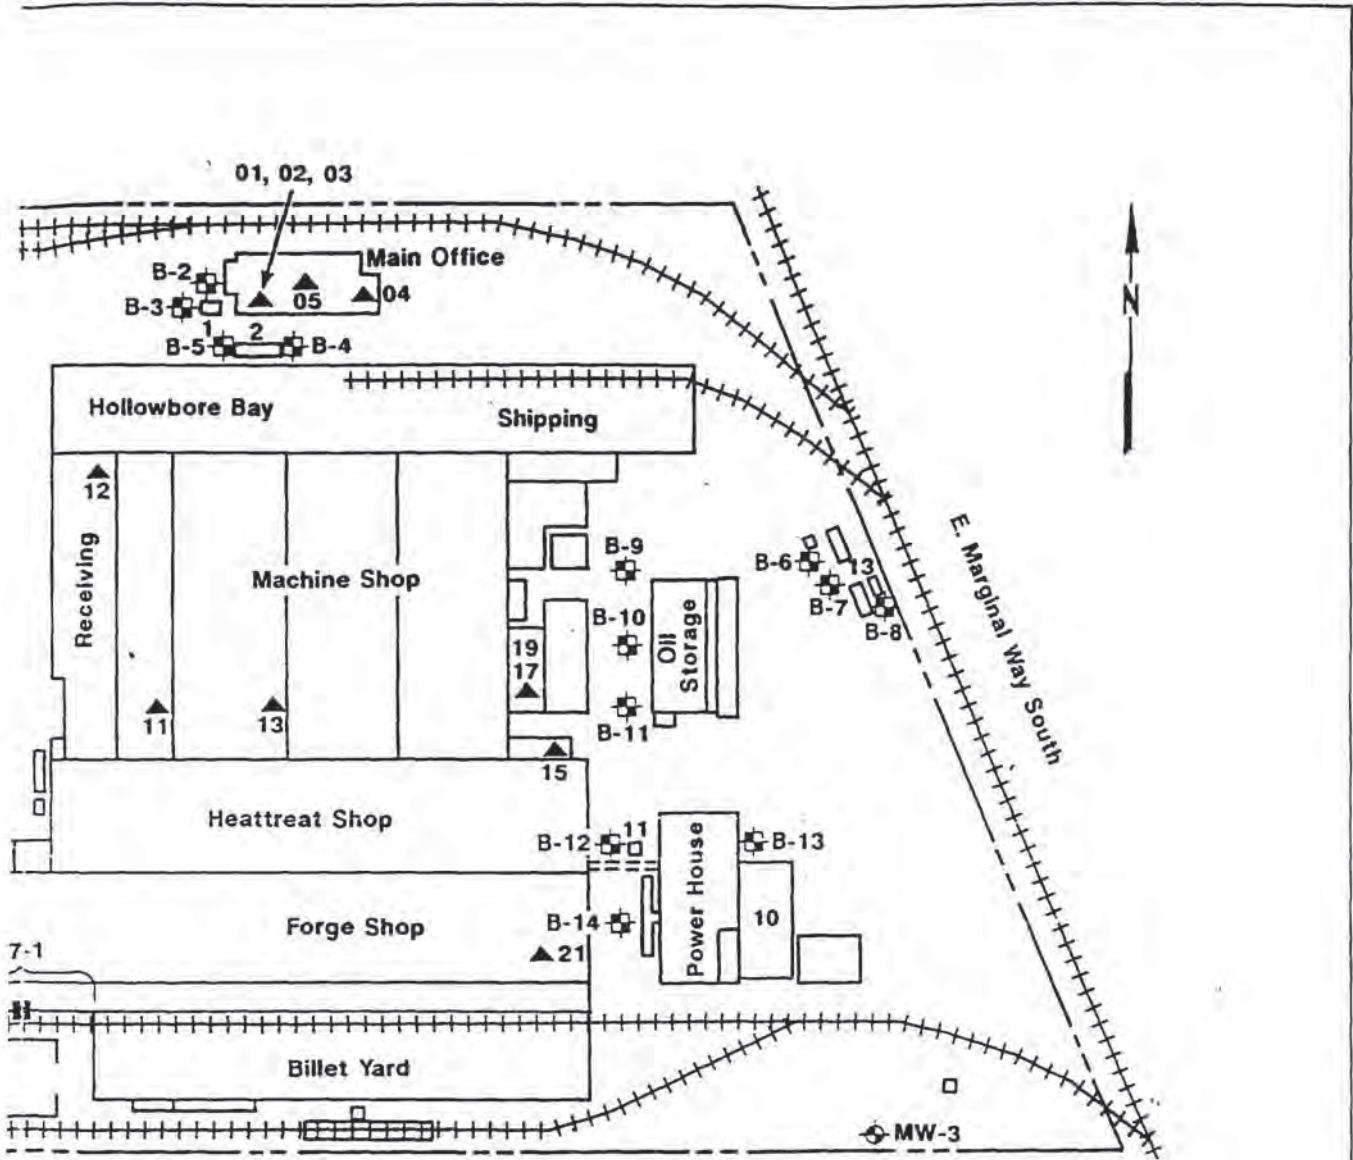 01, 02, 03
Main Office
B-2
05
04
B-3
1
2
B-5
B-4
N
Hollowbore Bay
Shipping
12
E. Marginal Way South
B-9
B-6
13
Receiving
Machine Shop
B-7
B-10
B-8
Oil
Storage
19
17
11
13
B-11
15
Heattreat Shop
B-12
11
B-13
Power House
Forge Shop
B-14
10
7-1
21
Billet Yard
MW-3